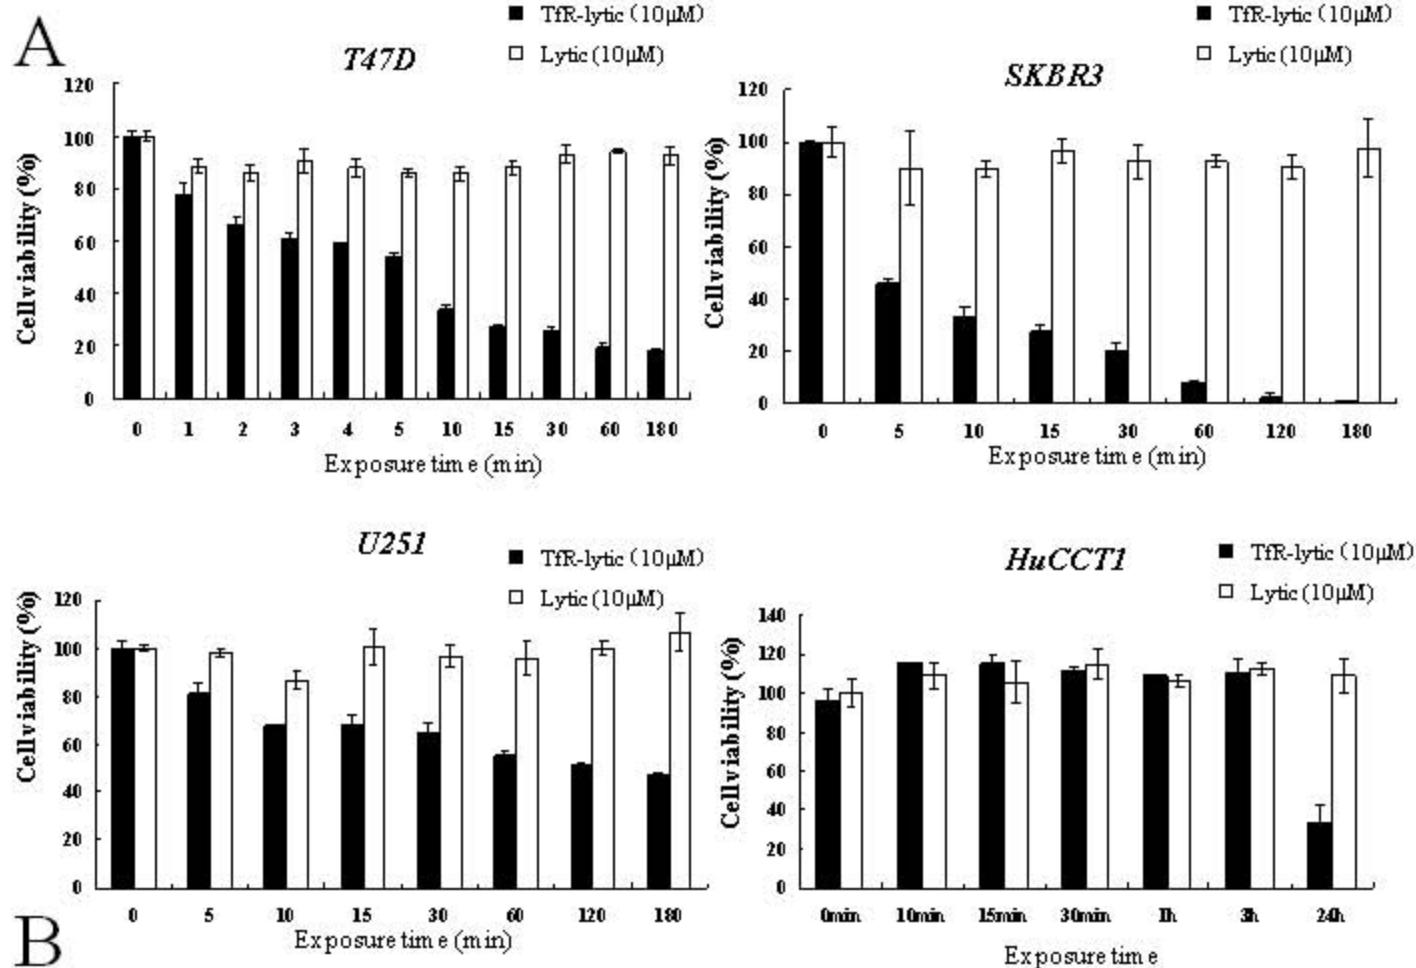 A
T47D
■ TfR-lytic (10μM)
□ Lytic (10μM)
Cell viability (%)
120
100
80
60
40
20
0
0 1 2 3 4 5 10 15 30 60 180
Exposure time (min)
SKBR3
■ TfR-lytic (10μM)
□ Lytic (10μM)
Cell viability (%)
120
100
80
60
40
20
0
0 5 10 15 30 60 120 180
Exposure time (min)
U251
■ TfR-lytic (10μM)
□ Lytic (10μM)
Cell viability (%)
120
100
80
60
40
20
0
0 5 10 15 30 60 120 180
Exposure time (min)
HuCCT1
■ TfR-lytic (10μM)
□ Lytic (10μM)
Cell viability (%)
140
120
100
80
60
40
20
0
0min 10min 15min 30min 1h 3h 24h
Exposure time
B